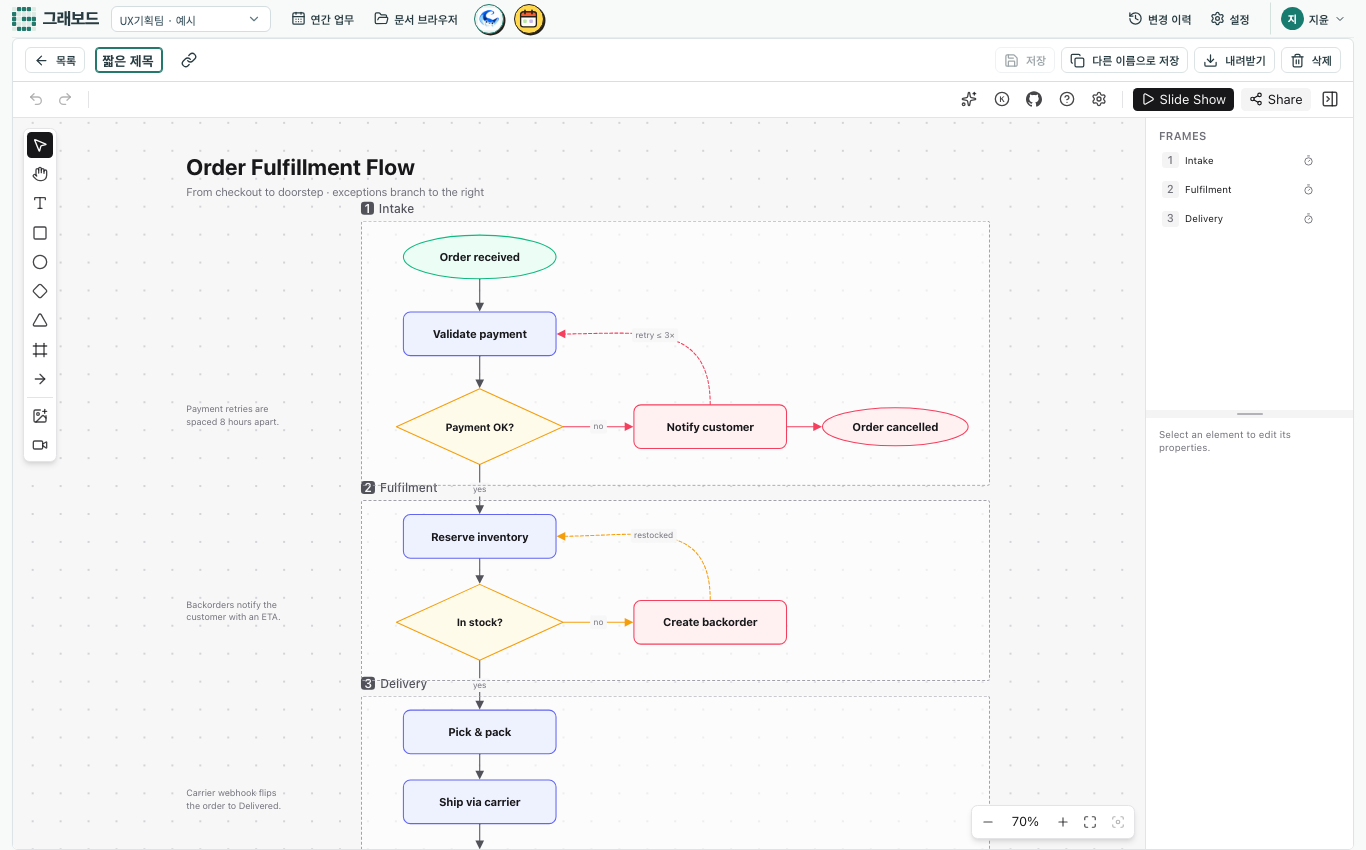 그래보드
UX기획팀 · 예시
연간 업무
문서 브라우저
변경 이력
설정
지
지윤
목록
짧은 제목
저장
다른 이름으로 저장
내려받기
삭제
Slide Show
Share
Order Fulfillment Flow
From checkout to doorstep · exceptions branch to the right
1 Intake
Order received
Validate payment
retry ≤ 3×
Payment retries are
spaced 8 hours apart.
Payment OK?
no
Notify customer
Order cancelled
yes
2 Fulfilment
Reserve inventory
restocked
Backorders notify the
customer with an ETA.
In stock?
no
Create backorder
yes
3 Delivery
Pick & pack
Carrier webhook flips
the order to Delivered.
Ship via carrier
70%
FRAMES
1 Intake
2 Fulfilment
3 Delivery
Select an element to edit its
properties.